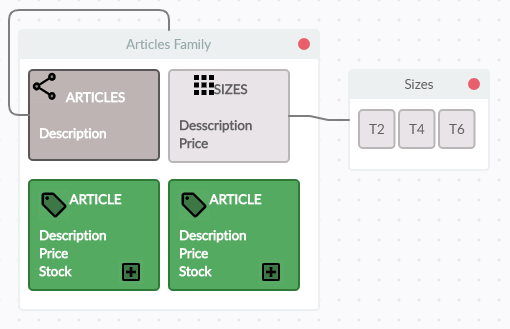 Articles Family
ARTICLES
Description
SIZES
Desscription
Price
Sizes
T2
T4
T6
ARTICLE
Description
Price
Stock
ARTICLE
Description
Price
Stock